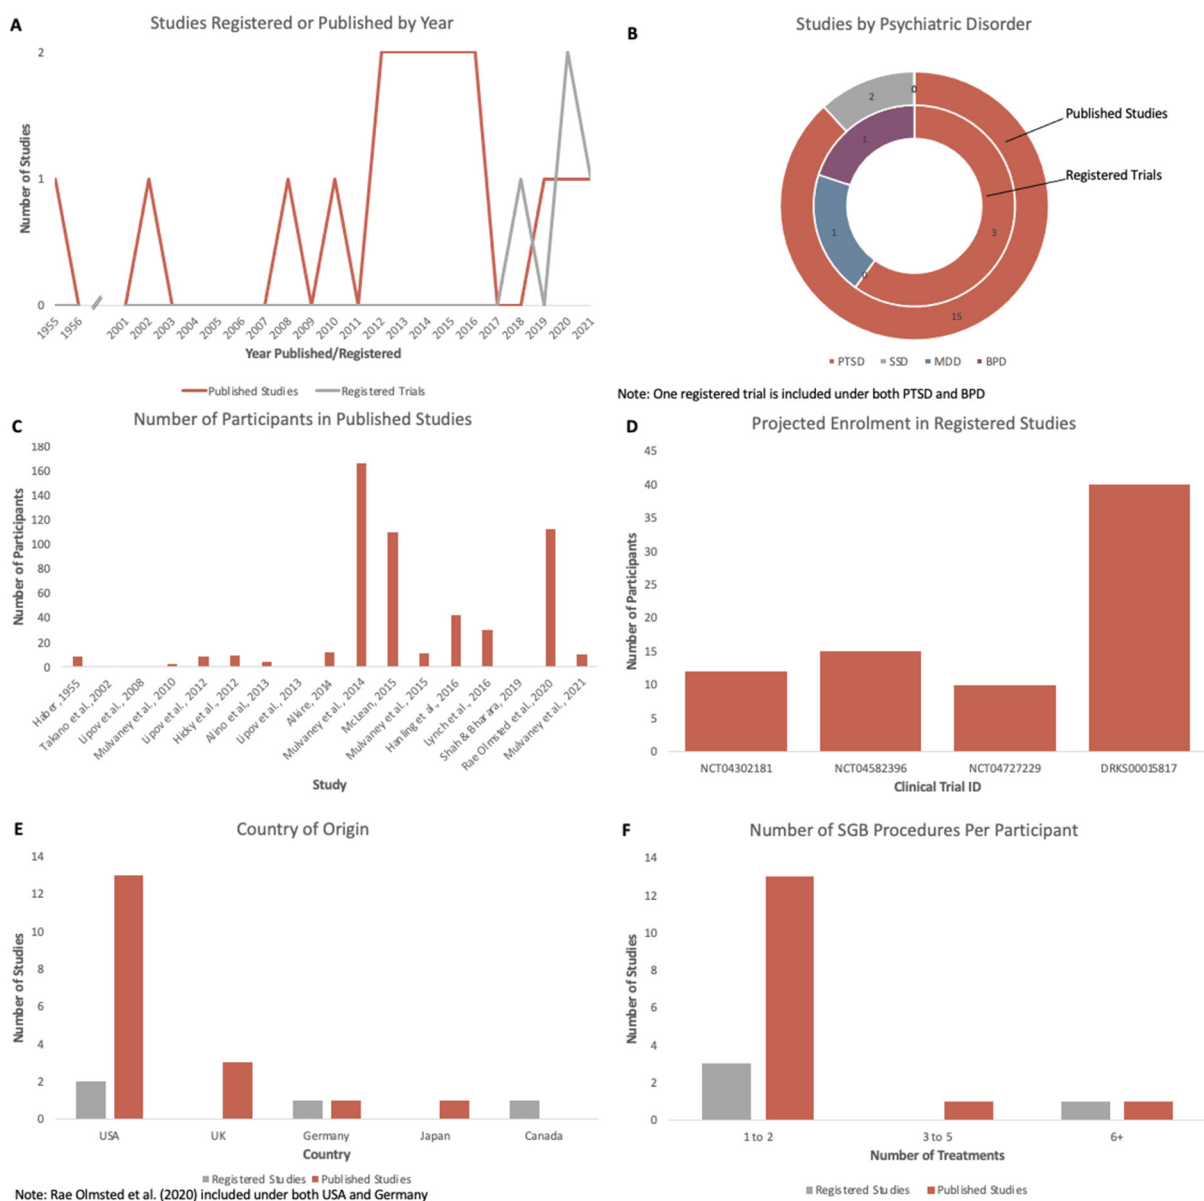 A
Studies Registered or Published by Year
Number of Studies
2
1
0
1955
1956
2001
2002
2003
2004
2005
2006
2007
2008
2009
2010
2011
2012
2013
2014
2015
2016
2017
2018
2019
2020
2021
Year Published/Registered
Published Studies
Registered Trials
B
Studies by Psychiatric Disorder
2
0
1
1
0
3
15
Published Studies
Registered Trials
PTSD
SSD
MDD
BPD
Note: One registered trial is included under both PTSD and BPD
C
Number of Participants in Published Studies
Number of Participants
180
160
140
120
100
80
60
40
20
0
Haber, 1955
Takano et al., 2002
Lipov et al., 2008
Mulvaney et al., 2010
Lipov et al., 2012
Hicky et al., 2012
Alino et al., 2013
Lipov et al., 2013
Alkire, 2014
Mulvaney et al., 2014
McLean, 2015
Mulvaney et al., 2015
Hanling et al., 2016
Lynch et al., 2016
Shah & Bharara, 2019
Rae Olmsted et al., 2020
Mulvaney et al., 2021
Study
D
Projected Enrolment in Registered Studies
Number of Participants
45
40
35
30
25
20
15
10
5
0
NCT04302181
NCT04582396
NCT04727229
DRKS00015817
Clinical Trial ID
E
Country of Origin
Number of Studies
14
12
10
8
6
4
2
0
USA
UK
Germany
Japan
Canada
Country
Registered Studies
Published Studies
Note: Rae Olmsted et al. (2020) included under both USA and Germany
F
Number of SGB Procedures Per Participant
Number of Studies
14
12
10
8
6
4
2
0
1 to 2
3 to 5
6+
Number of Treatments
Registered Studies
Published Studies